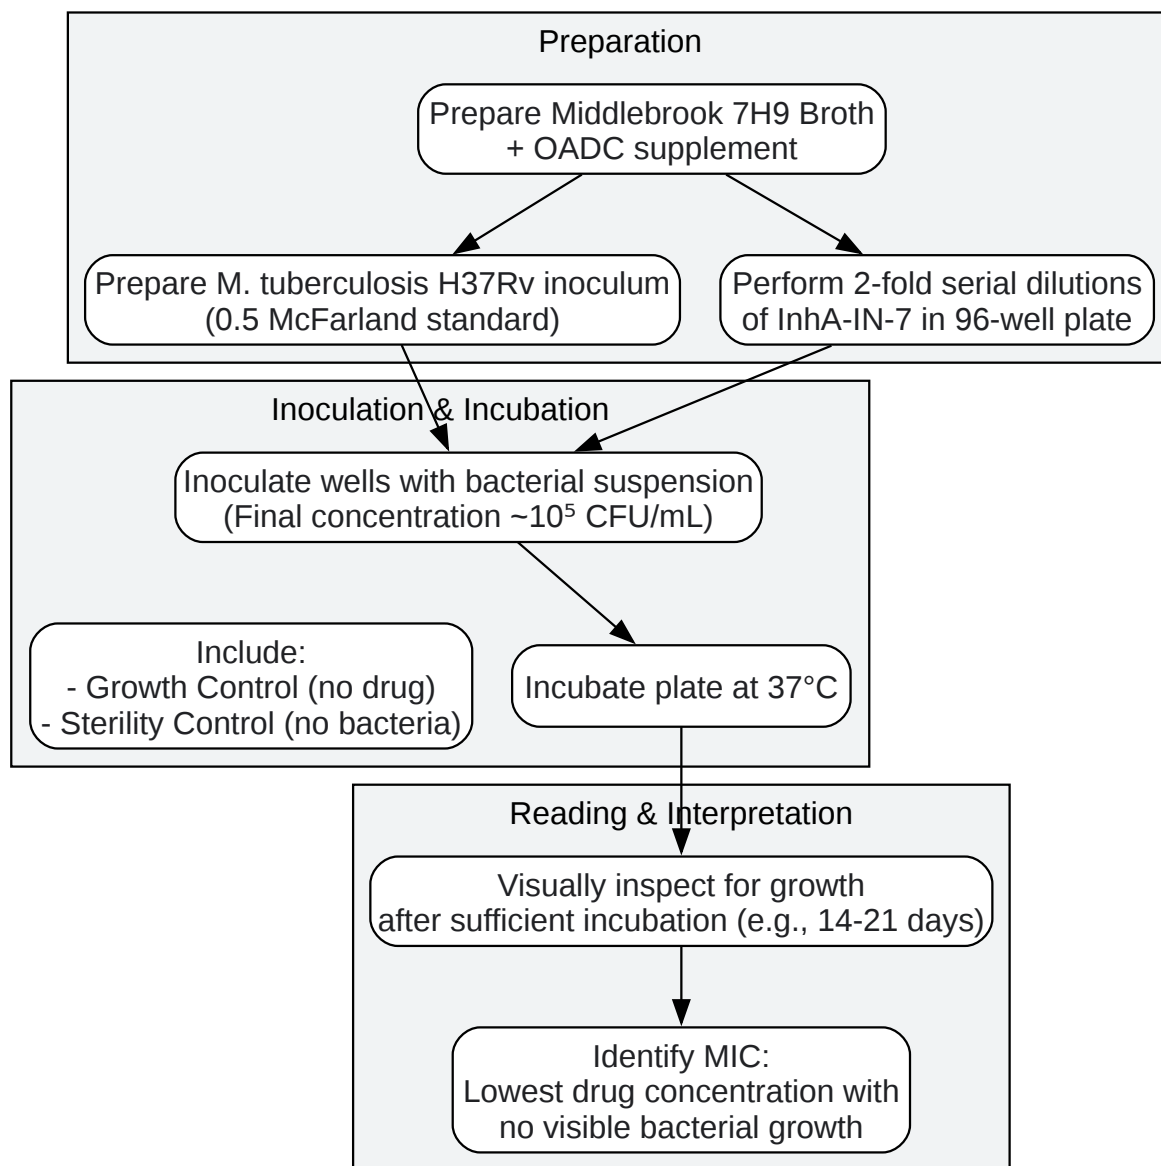 Preparation
Prepare Middlebrook 7H9 Broth
+ OADC supplement
Prepare M. tuberculosis H37Rv inoculum
(0.5 McFarland standard)
Perform 2-fold serial dilutions
of InhA-IN-7 in 96-well plate
Inoculation & Incubation
Inoculate wells with bacterial suspension
(Final concentration ~10⁵ CFU/mL)
Include:
- Growth Control (no drug)
- Sterility Control (no bacteria)
Incubate plate at 37°C
Reading & Interpretation
Visually inspect for growth
after sufficient incubation (e.g., 14-21 days)
Identify MIC:
Lowest drug concentration with
no visible bacterial growth